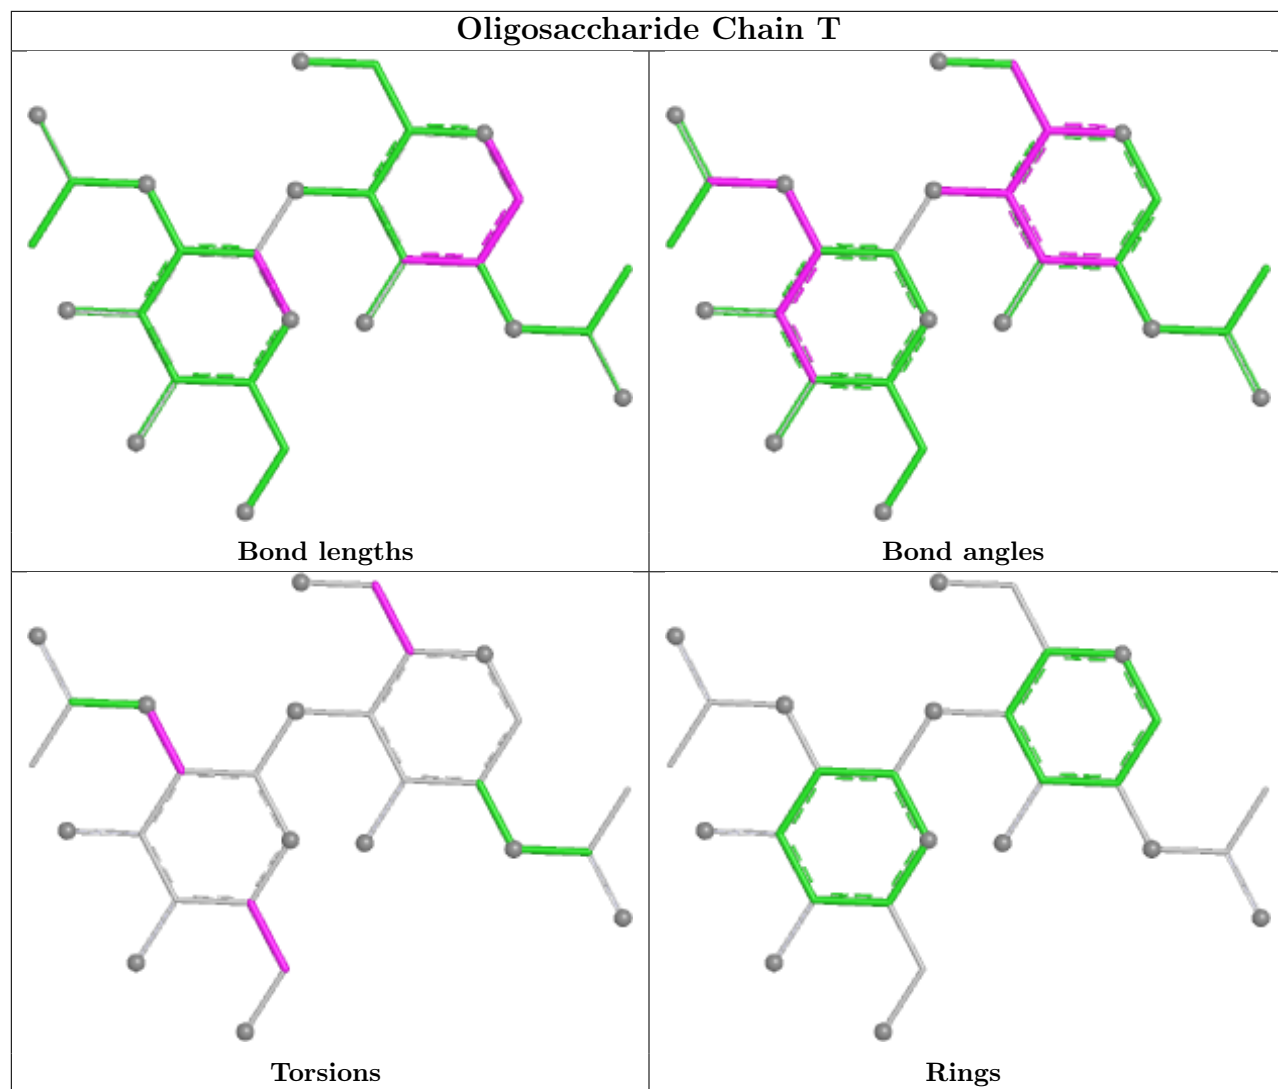 Oligosaccharide Chain T
Bond lengths
Bond angles
Torsions
Rings